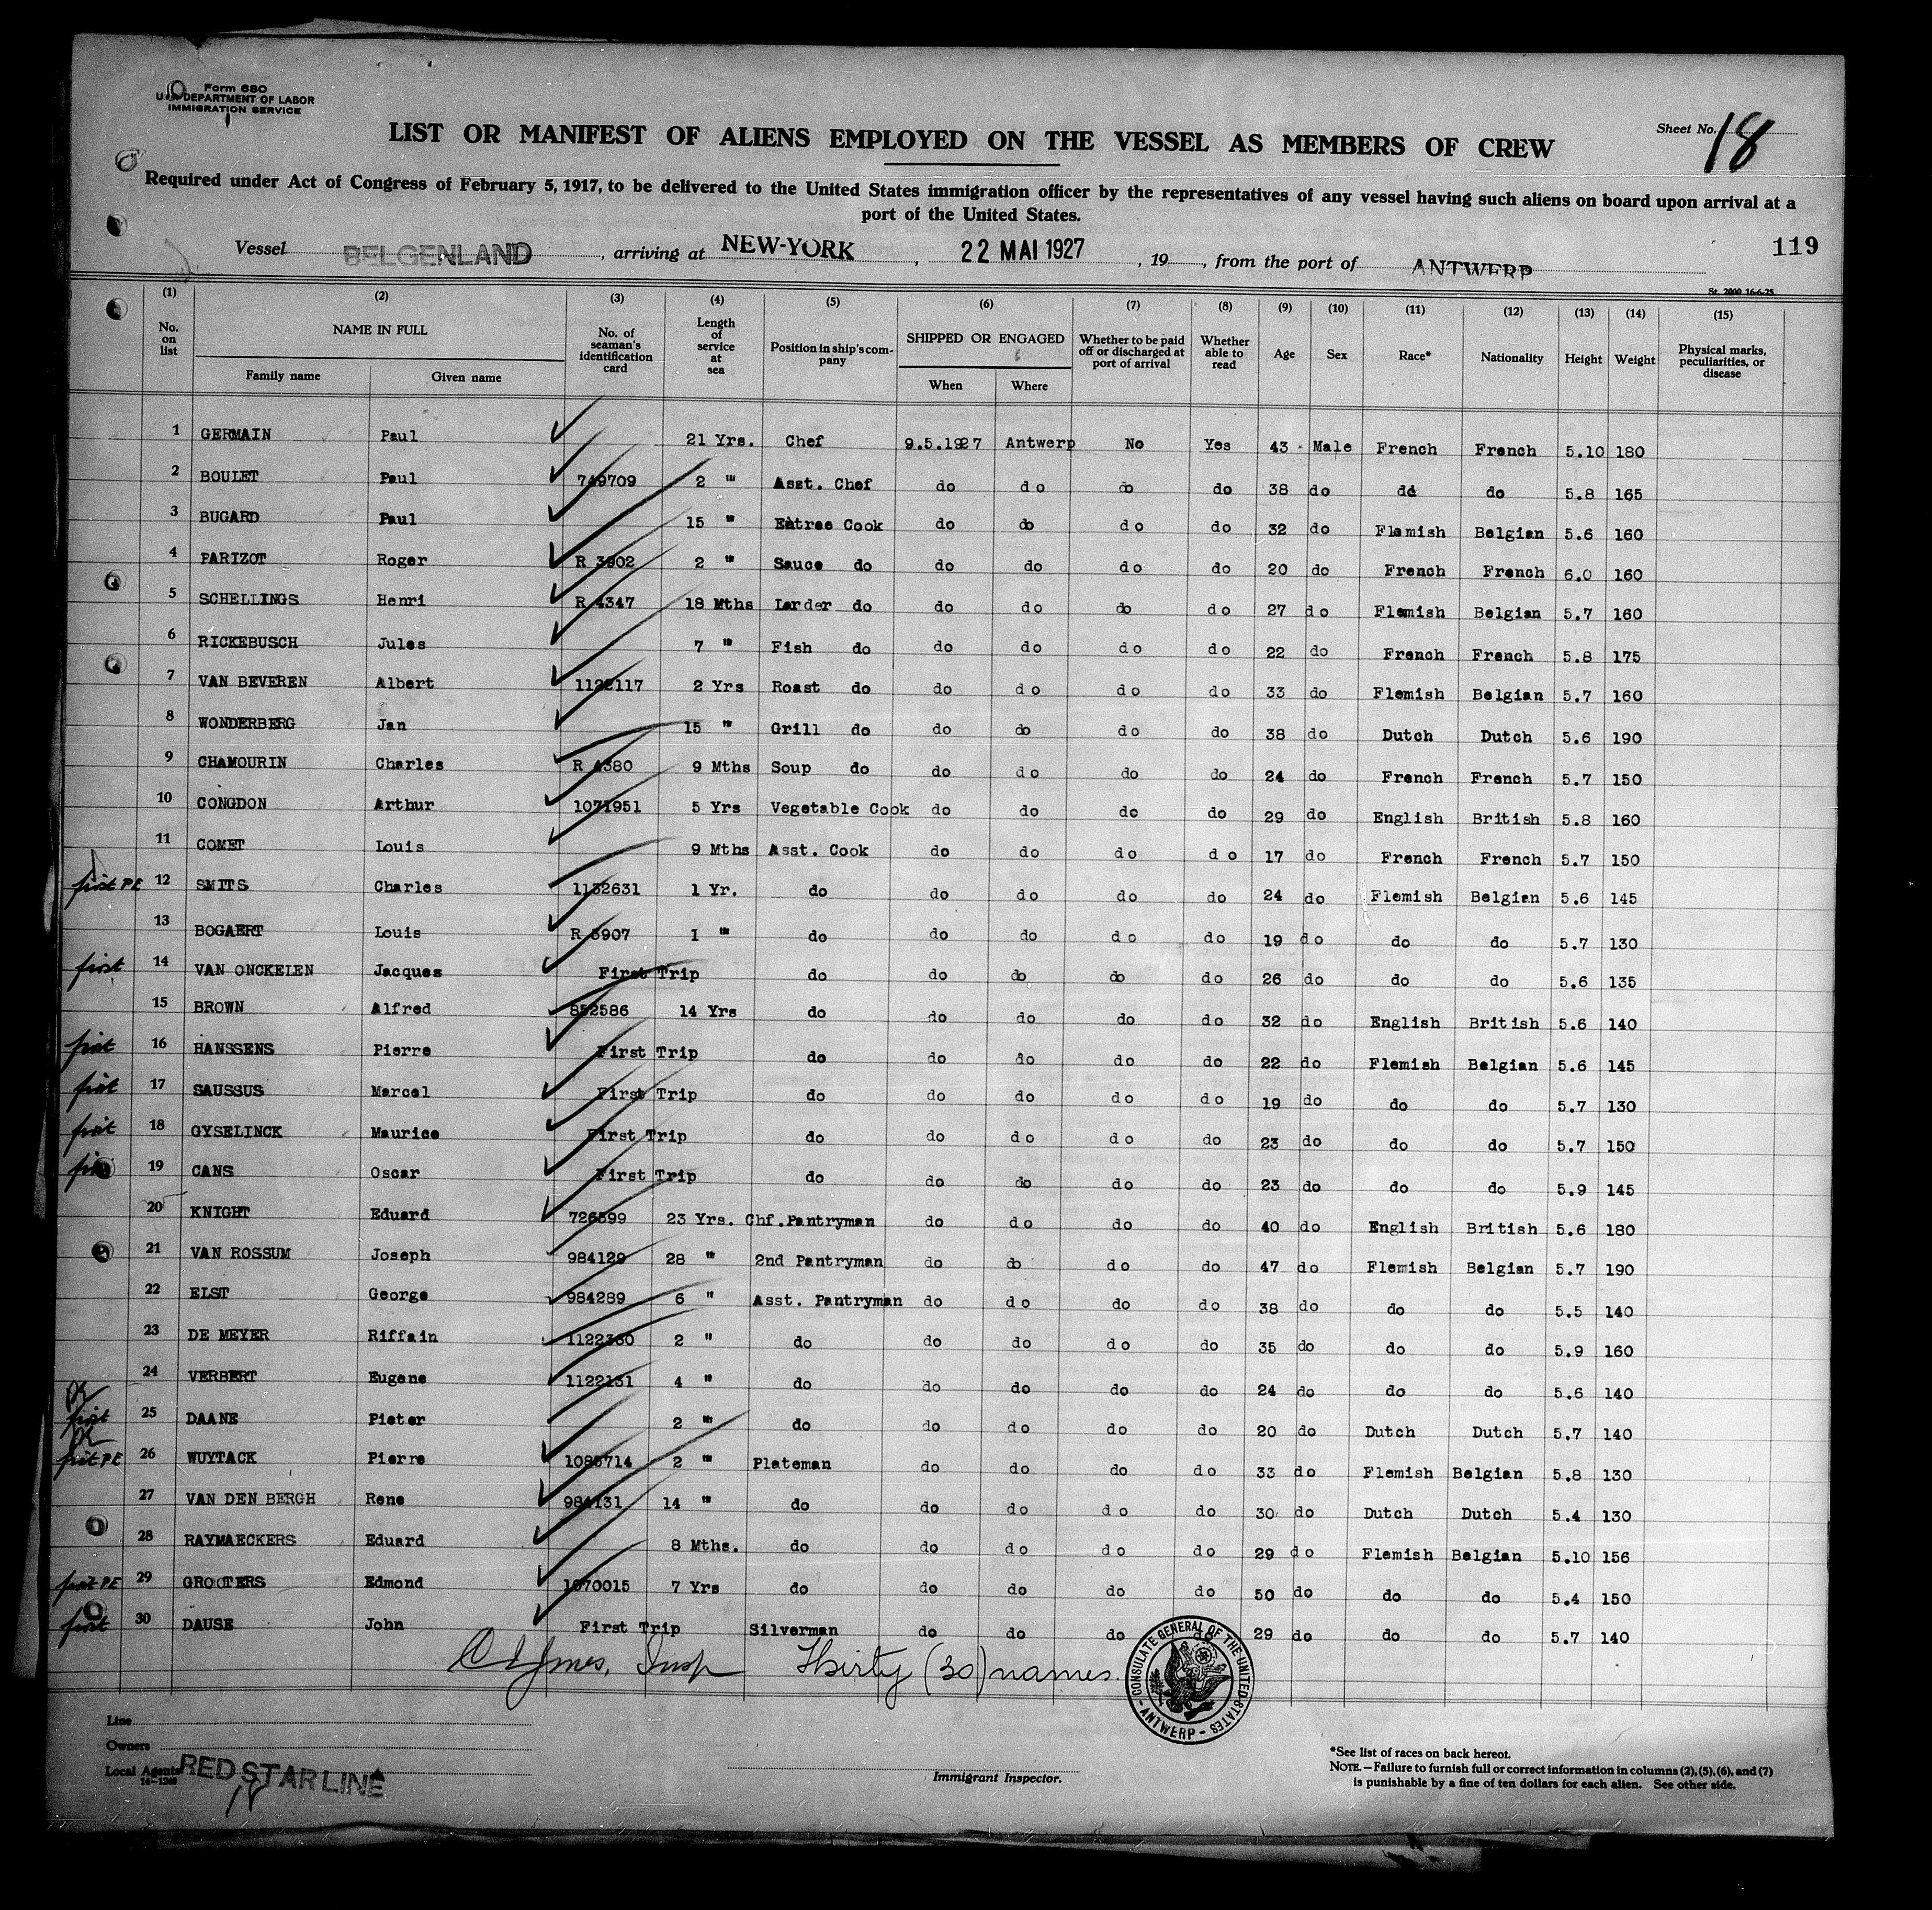 Form 680
U.S. DEPARTMENT OF LABOR
IMMIGRATION SERVICE
Sheet No. 18
LIST OR MANIFEST OF ALIENS EMPLOYED ON THE VESSEL AS MEMBERS OF CREW
Required under Act of Congress of February 5, 1917, to be delivered to the United States immigration officer by the representatives of any vessel having such aliens on board upon arrival at a
port of the United States.
119
Vessel BELGENLAND, arriving at NEW-YORK, 22 MAI 1927, 19, from the port of ANTWERP
St. 2000 16-6-25
(1) (2) (3) (4) (5) (6) (7) (8) (9) (10) (11) (12) (13) (14) (15)
No. on list NAME IN FULL Family name Given name No. of seaman's identification card Length of service at sea Position in ship's company SHIPPED OR ENGAGED When Where Whether to be paid off or discharged at port of arrival Whether able to read Age Sex Race* Nationality Height Weight Physical marks, peculiarities, or disease
1 GERMAIN Paul 21 Yrs. Chef 9.5.1927 Antwerp No Yes 43 Male French French 5.10 180
2 BOULET Paul 749709 2 " Asst. Chef do do do do 38 do do do 5.8 165
3 BUGARD Paul 15 " Entree Cook do do do do 32 do Flemish Belgian 5.6 160
4 PARIZOT Roger R 3902 2 " Sauce do do do do do 20 do French French 6.0 160
5 SCHELLINGS Henri R 4347 18 Mths Larder do do do do do 27 do Flemish Belgian 5.7 160
6 RICKEBUSCH Jules 7 " Fish do do do do do 22 do French French 5.8 175
7 VAN BEVEREN Albert 1122117 2 Yrs Roast do do do do do 33 do Flemish Belgian 5.7 160
8 WONDERBERG Jan 15 " Grill do do do do do 38 do Dutch Dutch 5.6 190
9 CHAMOURIN Charles R 4380 9 Mths Soup do do do do do 24 do French French 5.7 150
10 CONGDON Arthur 1071951 5 Yrs Vegetable Cook do do do do 29 do English British 5.8 160
11 COMET Louis 9 Mths Asst. Cook do do do do 17 do French French 5.7 150
first PE 12 SMITS Charles 1132631 1 Yr. do do do do do 24 do Flemish Belgian 5.6 145
13 BOGAERT Louis R 3907 1 " do do do do do 19 do do do 5.7 130
first 14 VAN ONCKELEN Jacques First Trip do do do do do 26 do do do 5.6 135
15 BROWN Alfred 852586 14 Yrs do do do do do 32 do English British 5.6 140
first 16 HANSSENS Pierre First Trip do do do do do 22 do Flemish Belgian 5.6 145
first 17 SAUSSUS Marcel First Trip do do do do do 19 do do do 5.7 130
first 18 GYSELINCK Maurice First Trip do do do do do 23 do do do 5.7 150
first 19 CANS Oscar First Trip do do do do do 23 do do do 5.9 145
20 KNIGHT Eduard 726599 23 Yrs. Chf.Pantryman do do do do 40 do English British 5.6 180
21 VAN ROSSUM Joseph 984129 28 " 2nd Pantryman do do do do 47 do Flemish Belgian 5.7 190
22 ELST George 984289 6 " Asst. Pantryman do do do do 38 do do do 5.5 140
23 DE MEYER Riffain 1122360 2 " do do do do do 35 do do do 5.9 160
24 VERBERT Eugene 1122131 4 " do do do do do 24 do do do 5.6 140
first 25 DAANE Pieter 2 " do do do do do 20 do Dutch Dutch 5.7 140
first PE 26 WUYTACK Pierre 1085714 2 " Plateman do do do do 33 do Flemish Belgian 5.8 130
27 VAN DEN BERGH Rene 984131 14 " do do do do do 30 do Dutch Dutch 5.4 130
28 RAYMAECKERS Eduard 8 Mths. do do do do do 29 do Flemish Belgian 5.10 156
first PE 29 GROOTERS Edmond 1070015 7 Yrs do do do do do 50 do do do 5.4 150
first 30 DAUSE John First Trip Silverman do do do do 29 do do do 5.7 140
Insp Thirty (30) names.
CONSULATE GENERAL OF THE UNITED STATES ANTWERP
Line
Owners
Local Agents RED STAR LINE
14-1260
18
Immigrant Inspector.
*See list of races on back hereof.
NOTE.—Failure to furnish full or correct information in columns (2), (5), (6), and (7)
is punishable by a fine of ten dollars for each alien. See other side.